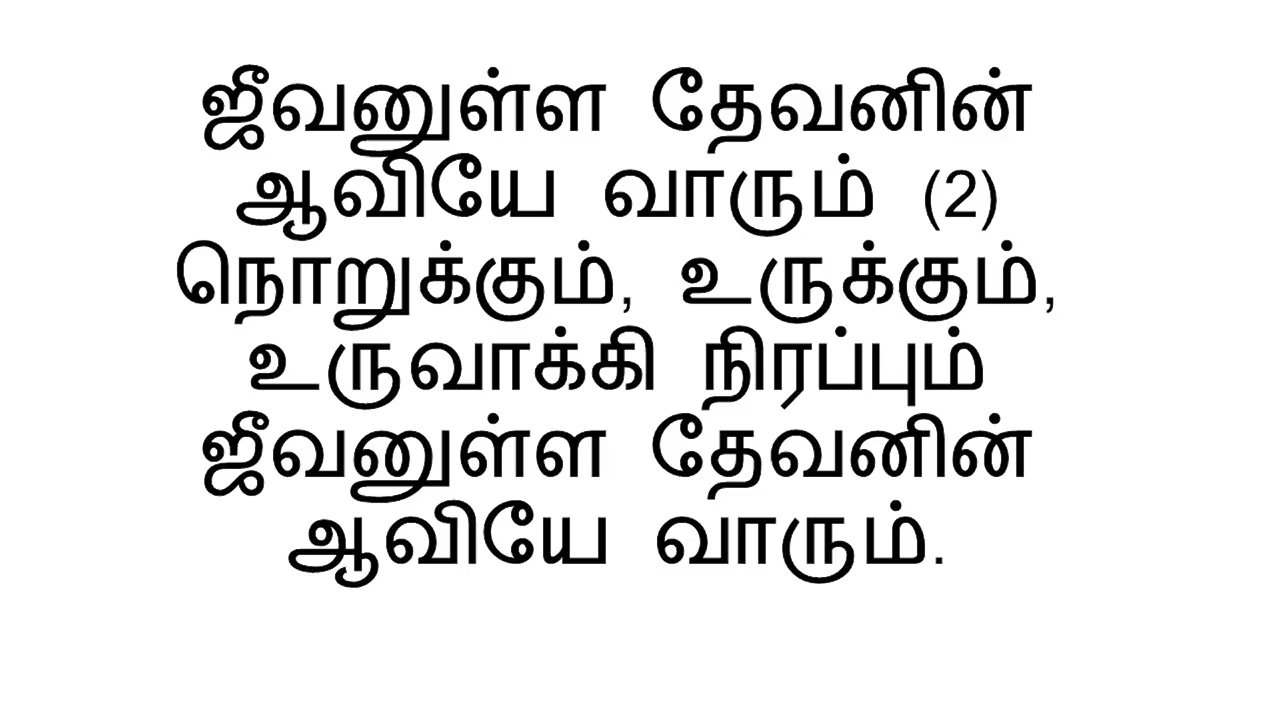 ஜீவனுள்ள தேவனின்
ஆவியே வாரும் (2)
நொறுக்கும், உருக்கும்,
உருவாக்கி நிரப்பும்
ஜீவனுள்ள தேவனின்
ஆவியே வாரும்.